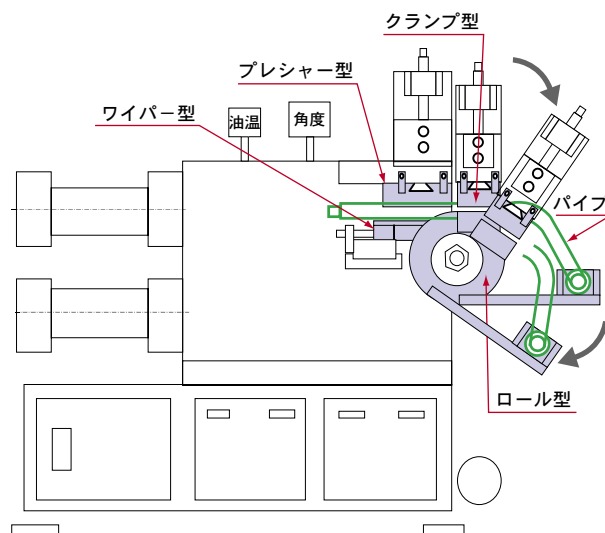 クランプ型
プレシャー型
ワイパー型
油温
角度
パイプ
ロール型